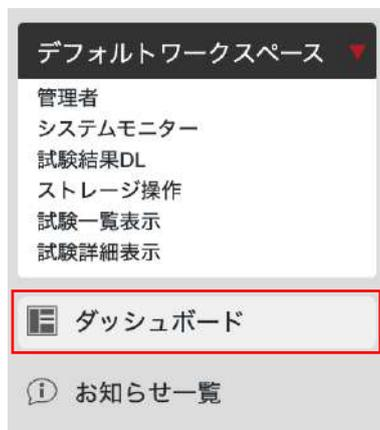 デフォルトワークスペース
管理者
システムモニター
試験結果DL
ストレージ操作
試験一覧表示
試験詳細表示
ダッシュボード
お知らせ一覧